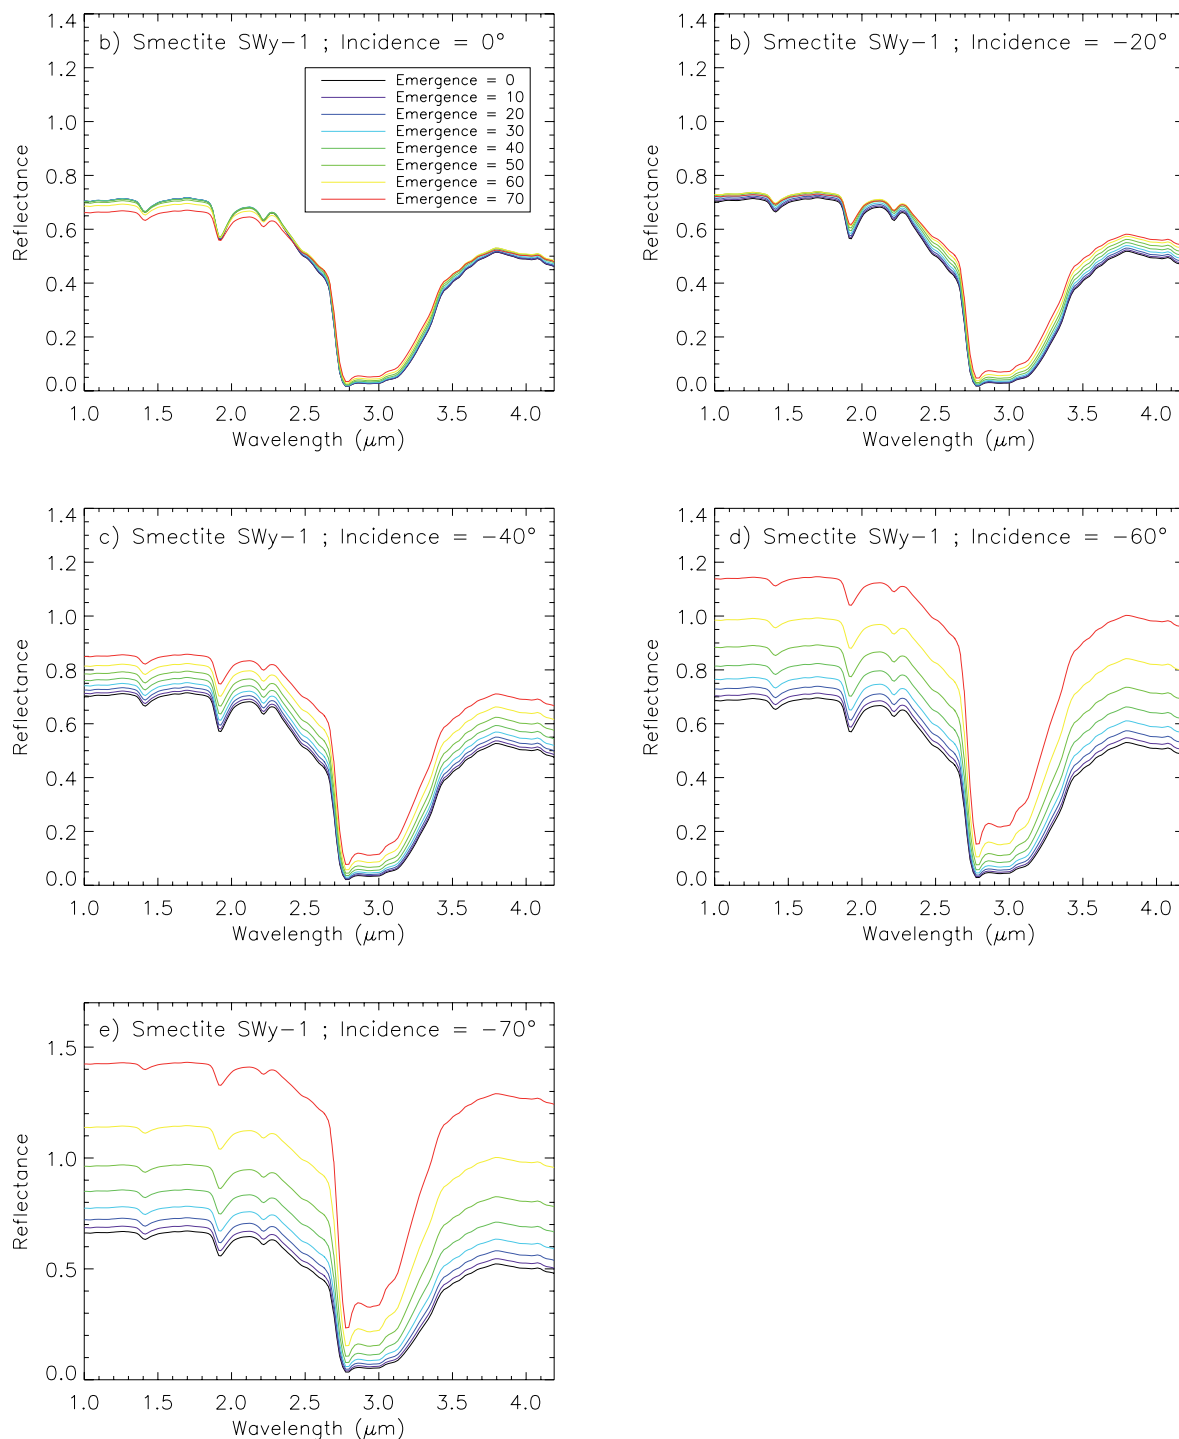 b) Smectite SWy−1 ; Incidence = 0°
Emergence = 0
Emergence = 10
Emergence = 20
Emergence = 30
Emergence = 40
Emergence = 50
Emergence = 60
Emergence = 70
Reflectance
1.4
1.2
1.0
0.8
0.6
0.4
0.2
0.0
1.0 1.5 2.0 2.5 3.0 3.5 4.0
Wavelength (μm)
b) Smectite SWy−1 ; Incidence = −20°
Reflectance
1.4
1.2
1.0
0.8
0.6
0.4
0.2
0.0
1.0 1.5 2.0 2.5 3.0 3.5 4.0
Wavelength (μm)
c) Smectite SWy−1 ; Incidence = −40°
Reflectance
1.4
1.2
1.0
0.8
0.6
0.4
0.2
0.0
1.0 1.5 2.0 2.5 3.0 3.5 4.0
Wavelength (μm)
d) Smectite SWy−1 ; Incidence = −60°
Reflectance
1.4
1.2
1.0
0.8
0.6
0.4
0.2
0.0
1.0 1.5 2.0 2.5 3.0 3.5 4.0
Wavelength (μm)
e) Smectite SWy−1 ; Incidence = −70°
Reflectance
1.5
1.0
0.5
0.0
1.0 1.5 2.0 2.5 3.0 3.5 4.0
Wavelength (μm)